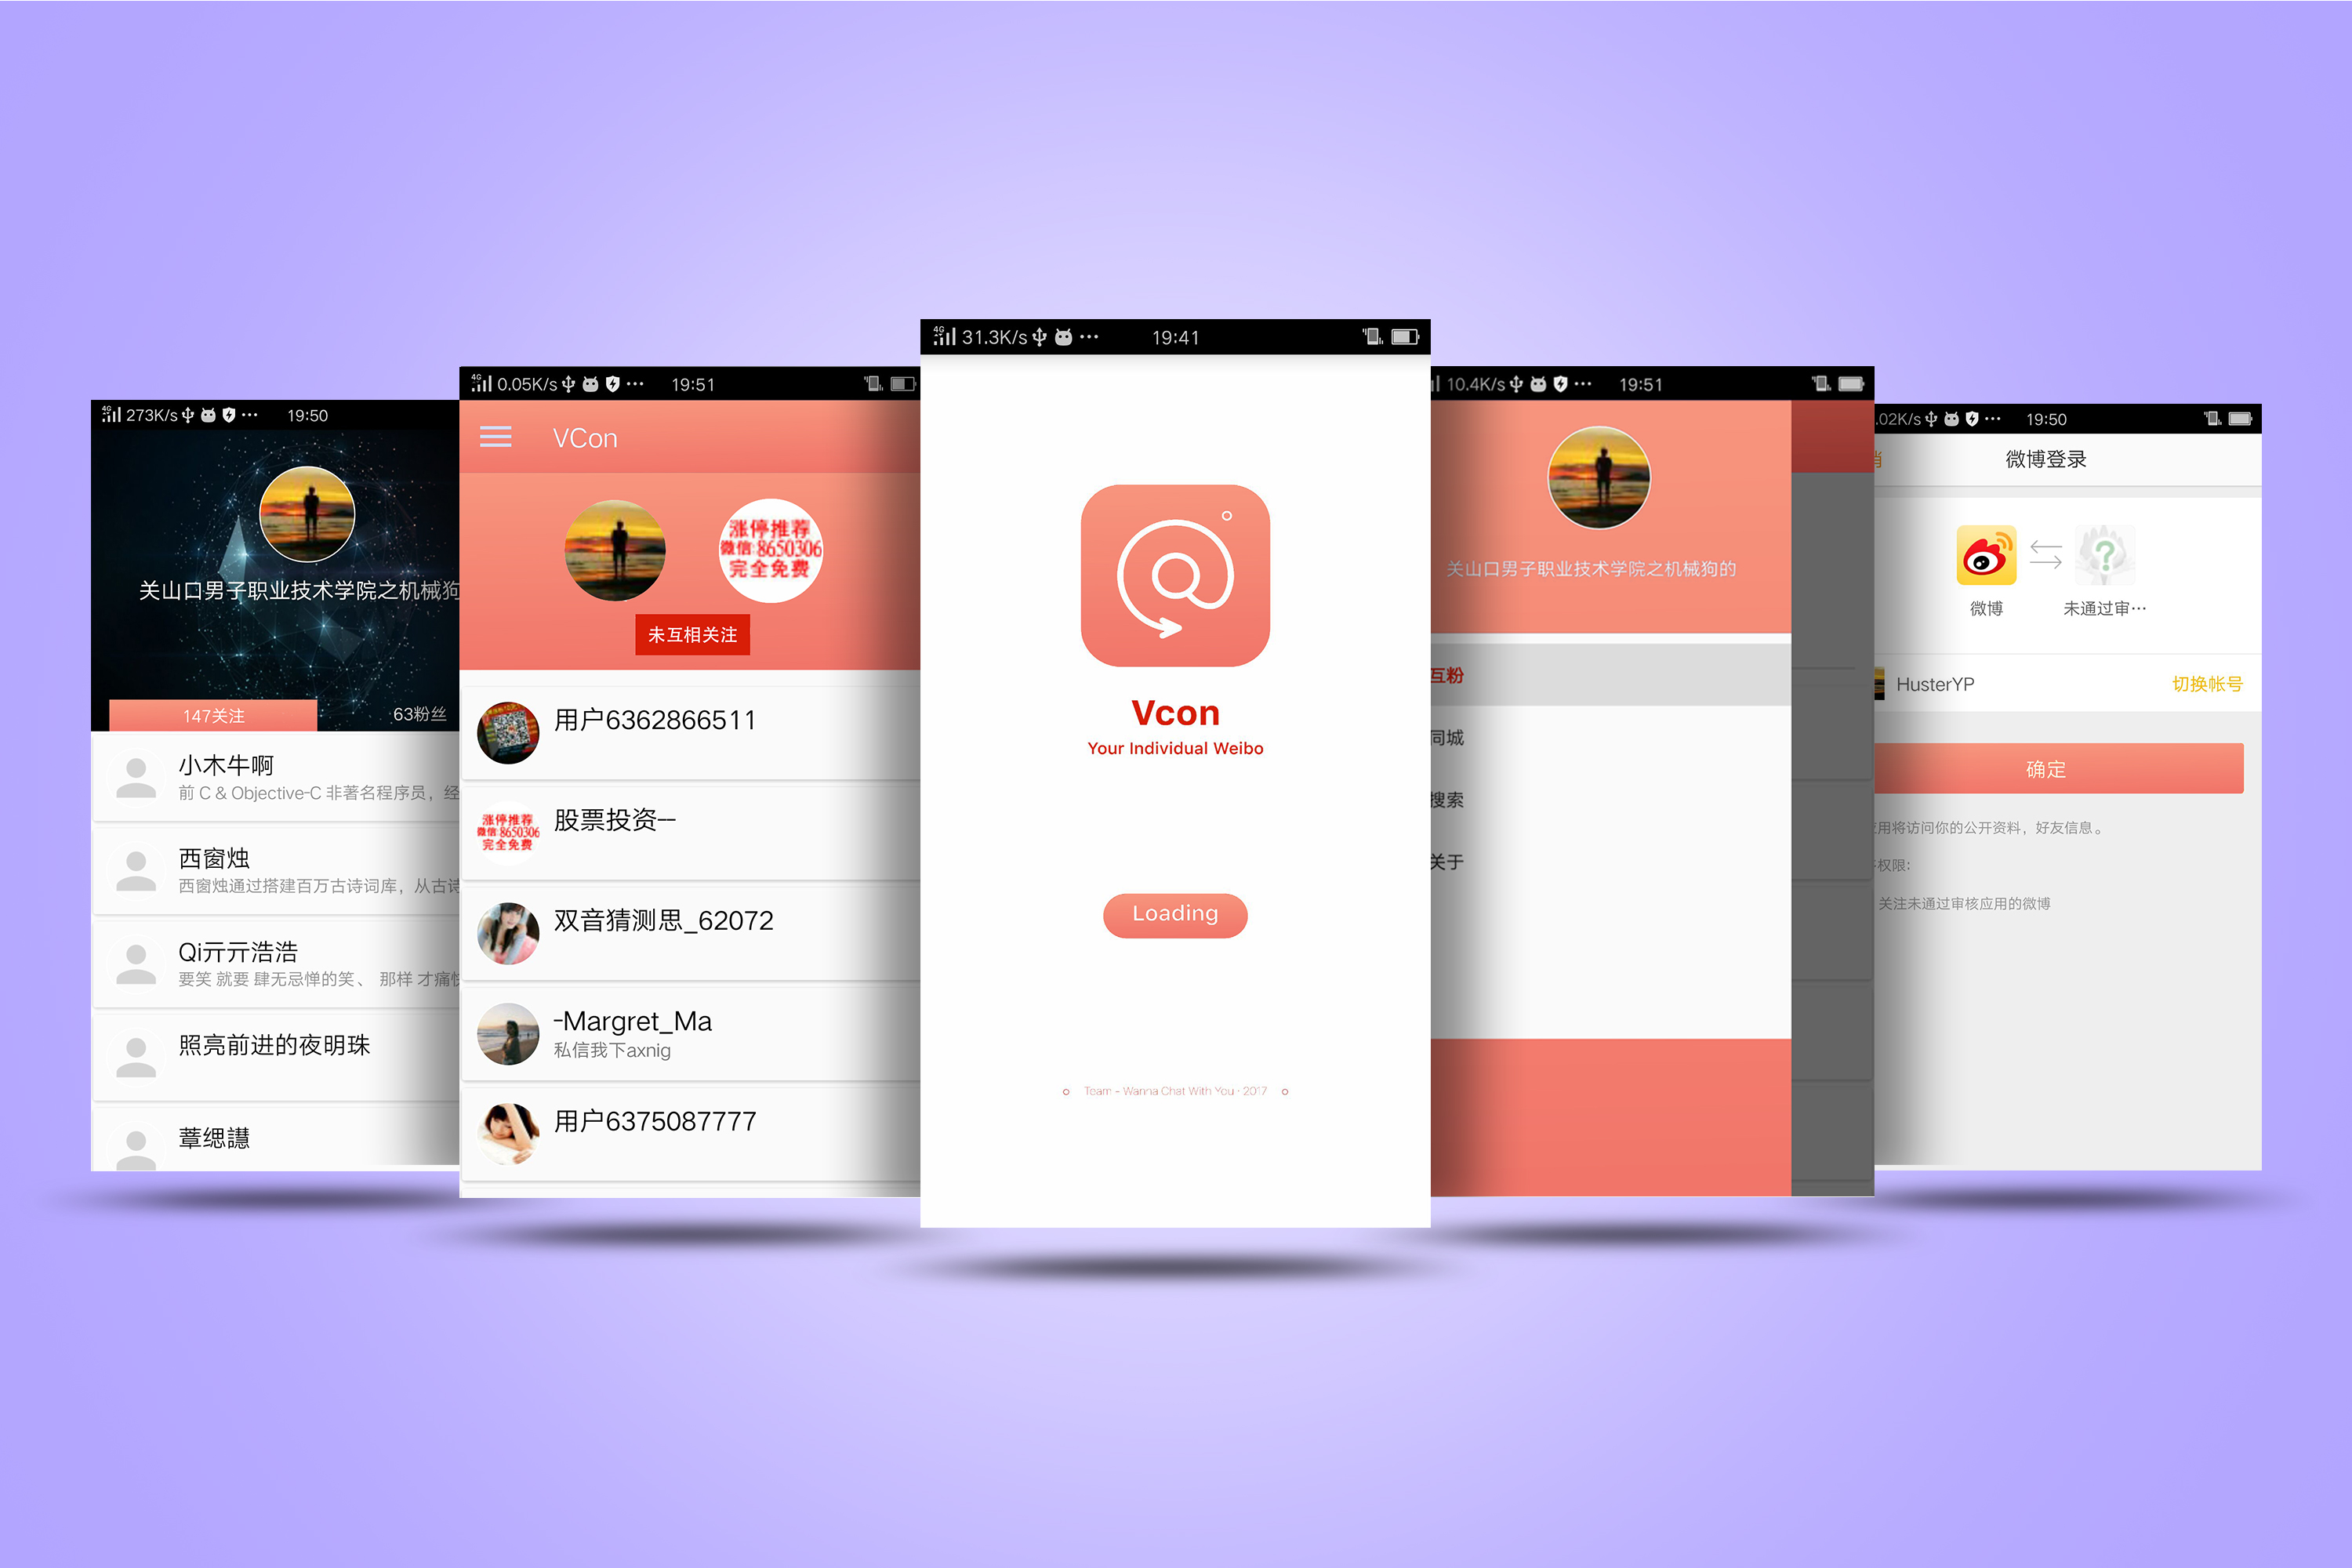 4G 273K/s 19:50
关山口男子职业技术学院之机械狗
147关注
63粉丝
小木牛啊
前 C & Objective-C 非著名程序员，经
西窗烛
西窗烛通过搭建百万古诗词库，从古诗
Qi亓亓浩浩
要笑 就要 肆无忌惮的笑、 那样 才痛快
照亮前进的夜明珠
4G 0.05K/s 19:51
VCon
涨停推荐
微信:8650306
完全免费
未互相关注
用户6362866511
涨停推荐
微信:8650306
完全免费
股票投资--
双音猜测思_62072
-Margret_Ma
私信我下axnig
用户6375087777
4G 31.3K/s 19:41
Vcon
Your Individual Weibo
Loading
Team - Wanna Chat With You · 2017
10.4K/s 19:51
关山口男子职业技术学院之机械狗的
互粉
同城
搜索
关于
.02K/s 19:50
微博登录
微博
未通过审…
HusterYP
切换帐号
确定
用将访问你的公开资料，好友信息。
权限:
关注未通过审核应用的微博